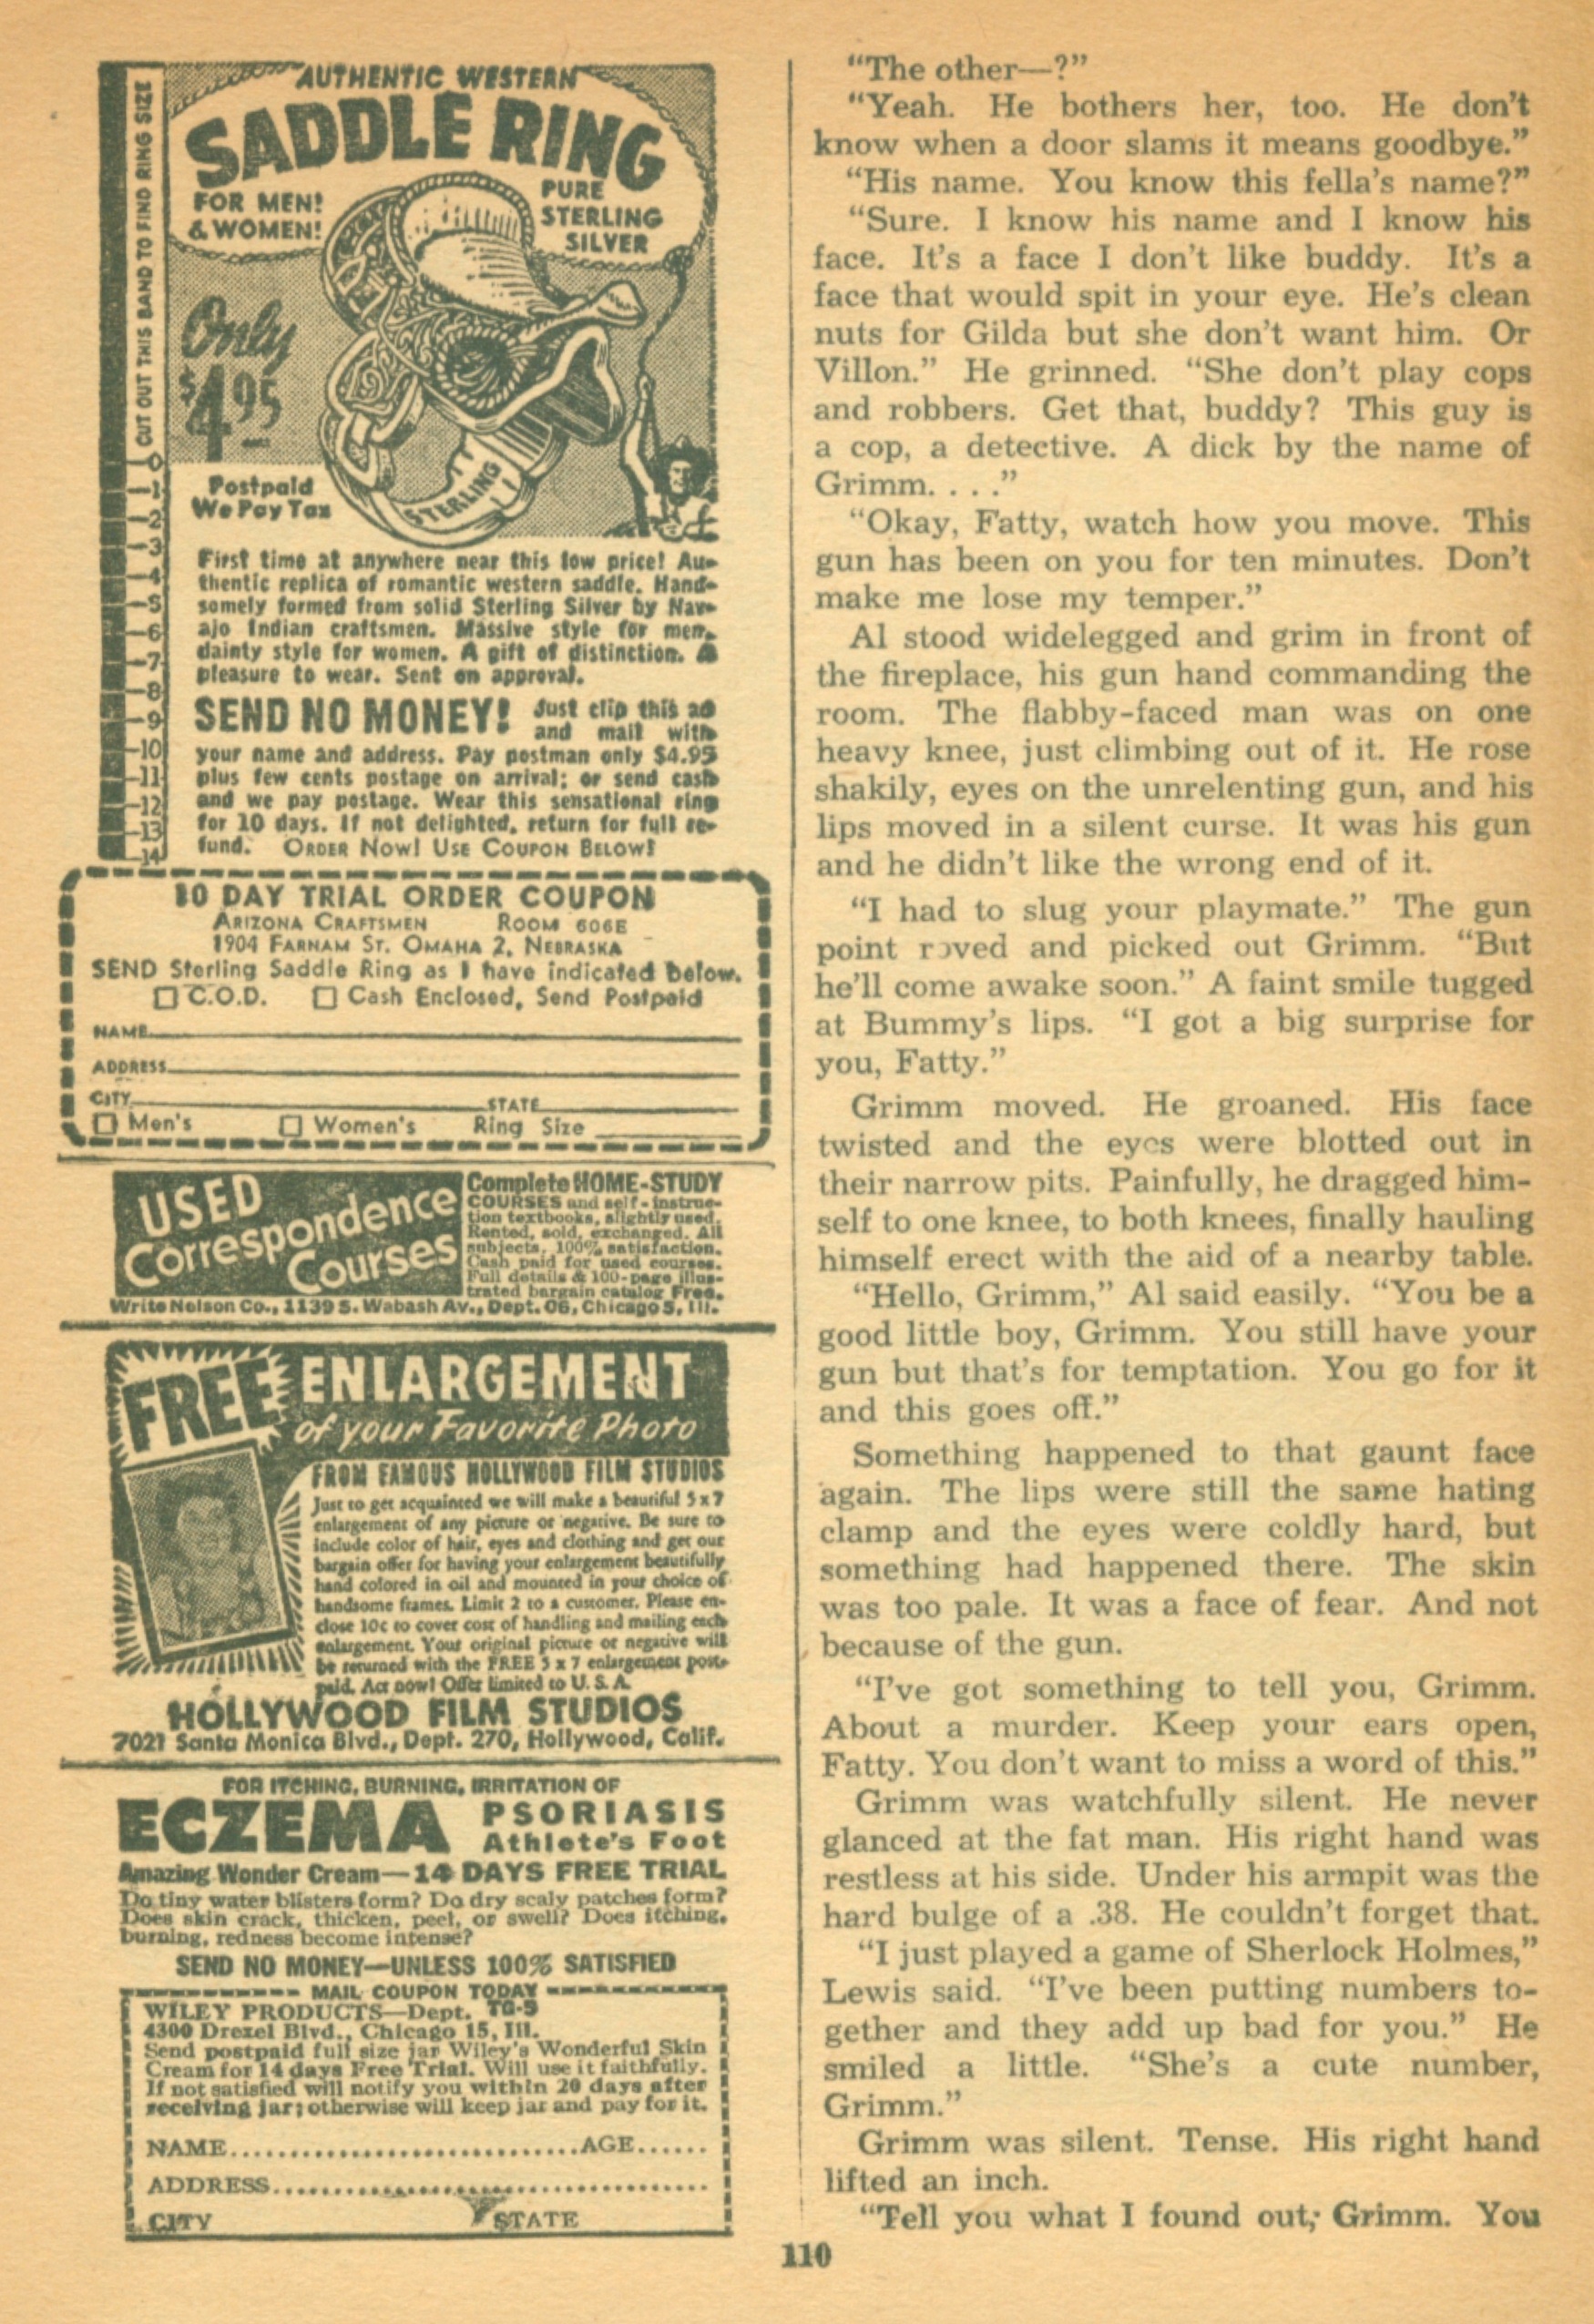 AUTHENTIC WESTERN
SADDLE RING
FOR MEN!
& WOMEN!
PURE
STERLING
SILVER
CUT OUT THIS BAND TO FIND RING SIZE
Only
$4.95
STERLING
Postpaid
We Pay Tax
0
1
2
3
4
5
6
7
8
9
10
11
12
13
14
First time at anywhere near this low price! Au-
thentic replica of romantic western saddle. Hand-
somely formed from solid Sterling Silver by Nav-
ajo Indian craftsmen. Massive style for men,
dainty style for women. A gift of distinction. A
pleasure to wear. Sent on approval.
SEND NO MONEY! Just clip this ad
and mail with
your name and address. Pay postman only $4.95
plus few cents postage on arrival; or send cash
and we pay postage. Wear this sensational ring
for 10 days. If not delighted, return for full re-
fund. ORDER NOW! USE COUPON BELOW!
10 DAY TRIAL ORDER COUPON
ARIZONA CRAFTSMEN ROOM 606E
1904 FARNAM ST. OMAHA 2, NEBRASKA
SEND Sterling Saddle Ring as I have indicated below.
☐ C.O.D. ☐ Cash Enclosed, Send Postpaid
NAME
ADDRESS
CITY STATE
☐ Men's ☐ Women's Ring Size
USED
Correspondence
Courses
Complete HOME-STUDY
COURSES and self-instruc-
tion textbooks, slightly used.
Rented, sold, exchanged. All
subjects. 100% satisfaction.
Cash paid for used courses.
Full details & 100-page illus-
trated bargain catalog Free.
Write Nelson Co., 1139 S. Wabash Av., Dept. 06, Chicago 5, Ill.
FREE ENLARGEMENT
of your Favorite Photo
FROM FAMOUS HOLLYWOOD FILM STUDIOS
Just to get acquainted we will make a beautiful 5 x 7
enlargement of any picture or negative. Be sure to
include color of hair, eyes and clothing and get our
bargain offer for having your enlargement beautifully
hand colored in oil and mounted in your choice of
handsome frames. Limit 2 to a customer. Please en-
close 10c to cover cost of handling and mailing each
enlargement. Your original picture or negative will
be returned with the FREE 5 x 7 enlargement post-
paid. Act now! Offer limited to U. S. A.
HOLLYWOOD FILM STUDIOS
7021 Santa Monica Blvd., Dept. 270, Hollywood, Calif.
FOR ITCHING, BURNING, IRRITATION OF
ECZEMA PSORIASIS
Athlete's Foot
Amazing Wonder Cream—14 DAYS FREE TRIAL
Do tiny water blisters form? Do dry scaly patches form?
Does skin crack, thicken, peel, or swell? Does itching,
burning, redness become intense?
SEND NO MONEY—UNLESS 100% SATISFIED
MAIL COUPON TODAY
WILEY PRODUCTS—Dept. TG-5
4300 Drexel Blvd., Chicago 15, Ill.
Send postpaid full size jar Wiley's Wonderful Skin
Cream for 14 days Free Trial. Will use it faithfully.
If not satisfied will notify you within 20 days after
receiving jar; otherwise will keep jar and pay for it.
NAME..............................AGE......
ADDRESS....................................
CITY STATE
"The other—?"
"Yeah. He bothers her, too. He don't
know when a door slams it means goodbye."
"His name. You know this fella's name?"
"Sure. I know his name and I know his
face. It's a face I don't like buddy. It's a
face that would spit in your eye. He's clean
nuts for Gilda but she don't want him. Or
Villon." He grinned. "She don't play cops
and robbers. Get that, buddy? This guy is
a cop, a detective. A dick by the name of
Grimm. . . ."
"Okay, Fatty, watch how you move. This
gun has been on you for ten minutes. Don't
make me lose my temper."
Al stood widelegged and grim in front of
the fireplace, his gun hand commanding the
room. The flabby-faced man was on one
heavy knee, just climbing out of it. He rose
shakily, eyes on the unrelenting gun, and his
lips moved in a silent curse. It was his gun
and he didn't like the wrong end of it.
"I had to slug your playmate." The gun
point roved and picked out Grimm. "But
he'll come awake soon." A faint smile tugged
at Bummy's lips. "I got a big surprise for
you, Fatty."
Grimm moved. He groaned. His face
twisted and the eyes were blotted out in
their narrow pits. Painfully, he dragged him-
self to one knee, to both knees, finally hauling
himself erect with the aid of a nearby table.
"Hello, Grimm," Al said easily. "You be a
good little boy, Grimm. You still have your
gun but that's for temptation. You go for it
and this goes off."
Something happened to that gaunt face
again. The lips were still the same hating
clamp and the eyes were coldly hard, but
something had happened there. The skin
was too pale. It was a face of fear. And not
because of the gun.
"I've got something to tell you, Grimm.
About a murder. Keep your ears open,
Fatty. You don't want to miss a word of this."
Grimm was watchfully silent. He never
glanced at the fat man. His right hand was
restless at his side. Under his armpit was the
hard bulge of a .38. He couldn't forget that.
"I just played a game of Sherlock Holmes,"
Lewis said. "I've been putting numbers to-
gether and they add up bad for you." He
smiled a little. "She's a cute number,
Grimm."
Grimm was silent. Tense. His right hand
lifted an inch.
"Tell you what I found out, Grimm. You
110